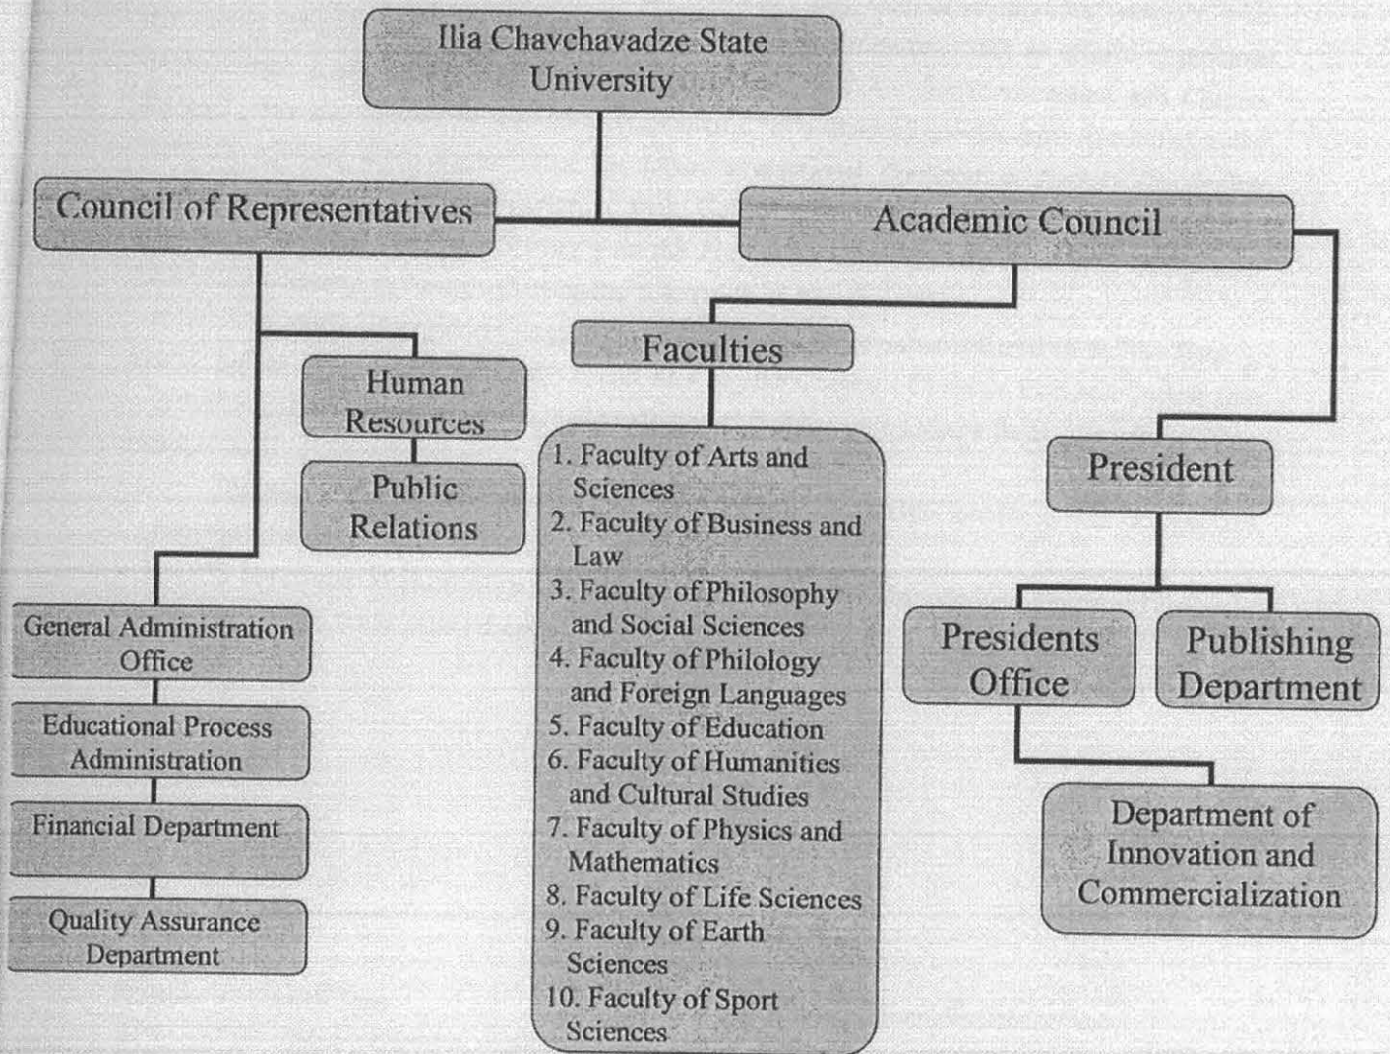 Ilia Chavchavadze State
University
Council of Representatives
Academic Council
Human
Resources
Public
Relations
General Administration
Office
Educational Process
Administration
Financial Department
Quality Assurance
Department
Faculties
1. Faculty of Arts and
Sciences
2. Faculty of Business and
Law
3. Faculty of Philosophy
and Social Sciences
4. Faculty of Philology
and Foreign Languages
5. Faculty of Education
6. Faculty of Humanities
and Cultural Studies
7. Faculty of Physics and
Mathematics
8. Faculty of Life Sciences
9. Faculty of Earth
Sciences
10. Faculty of Sport
Sciences
President
Presidents
Office
Publishing
Department
Department of
Innovation and
Commercialization